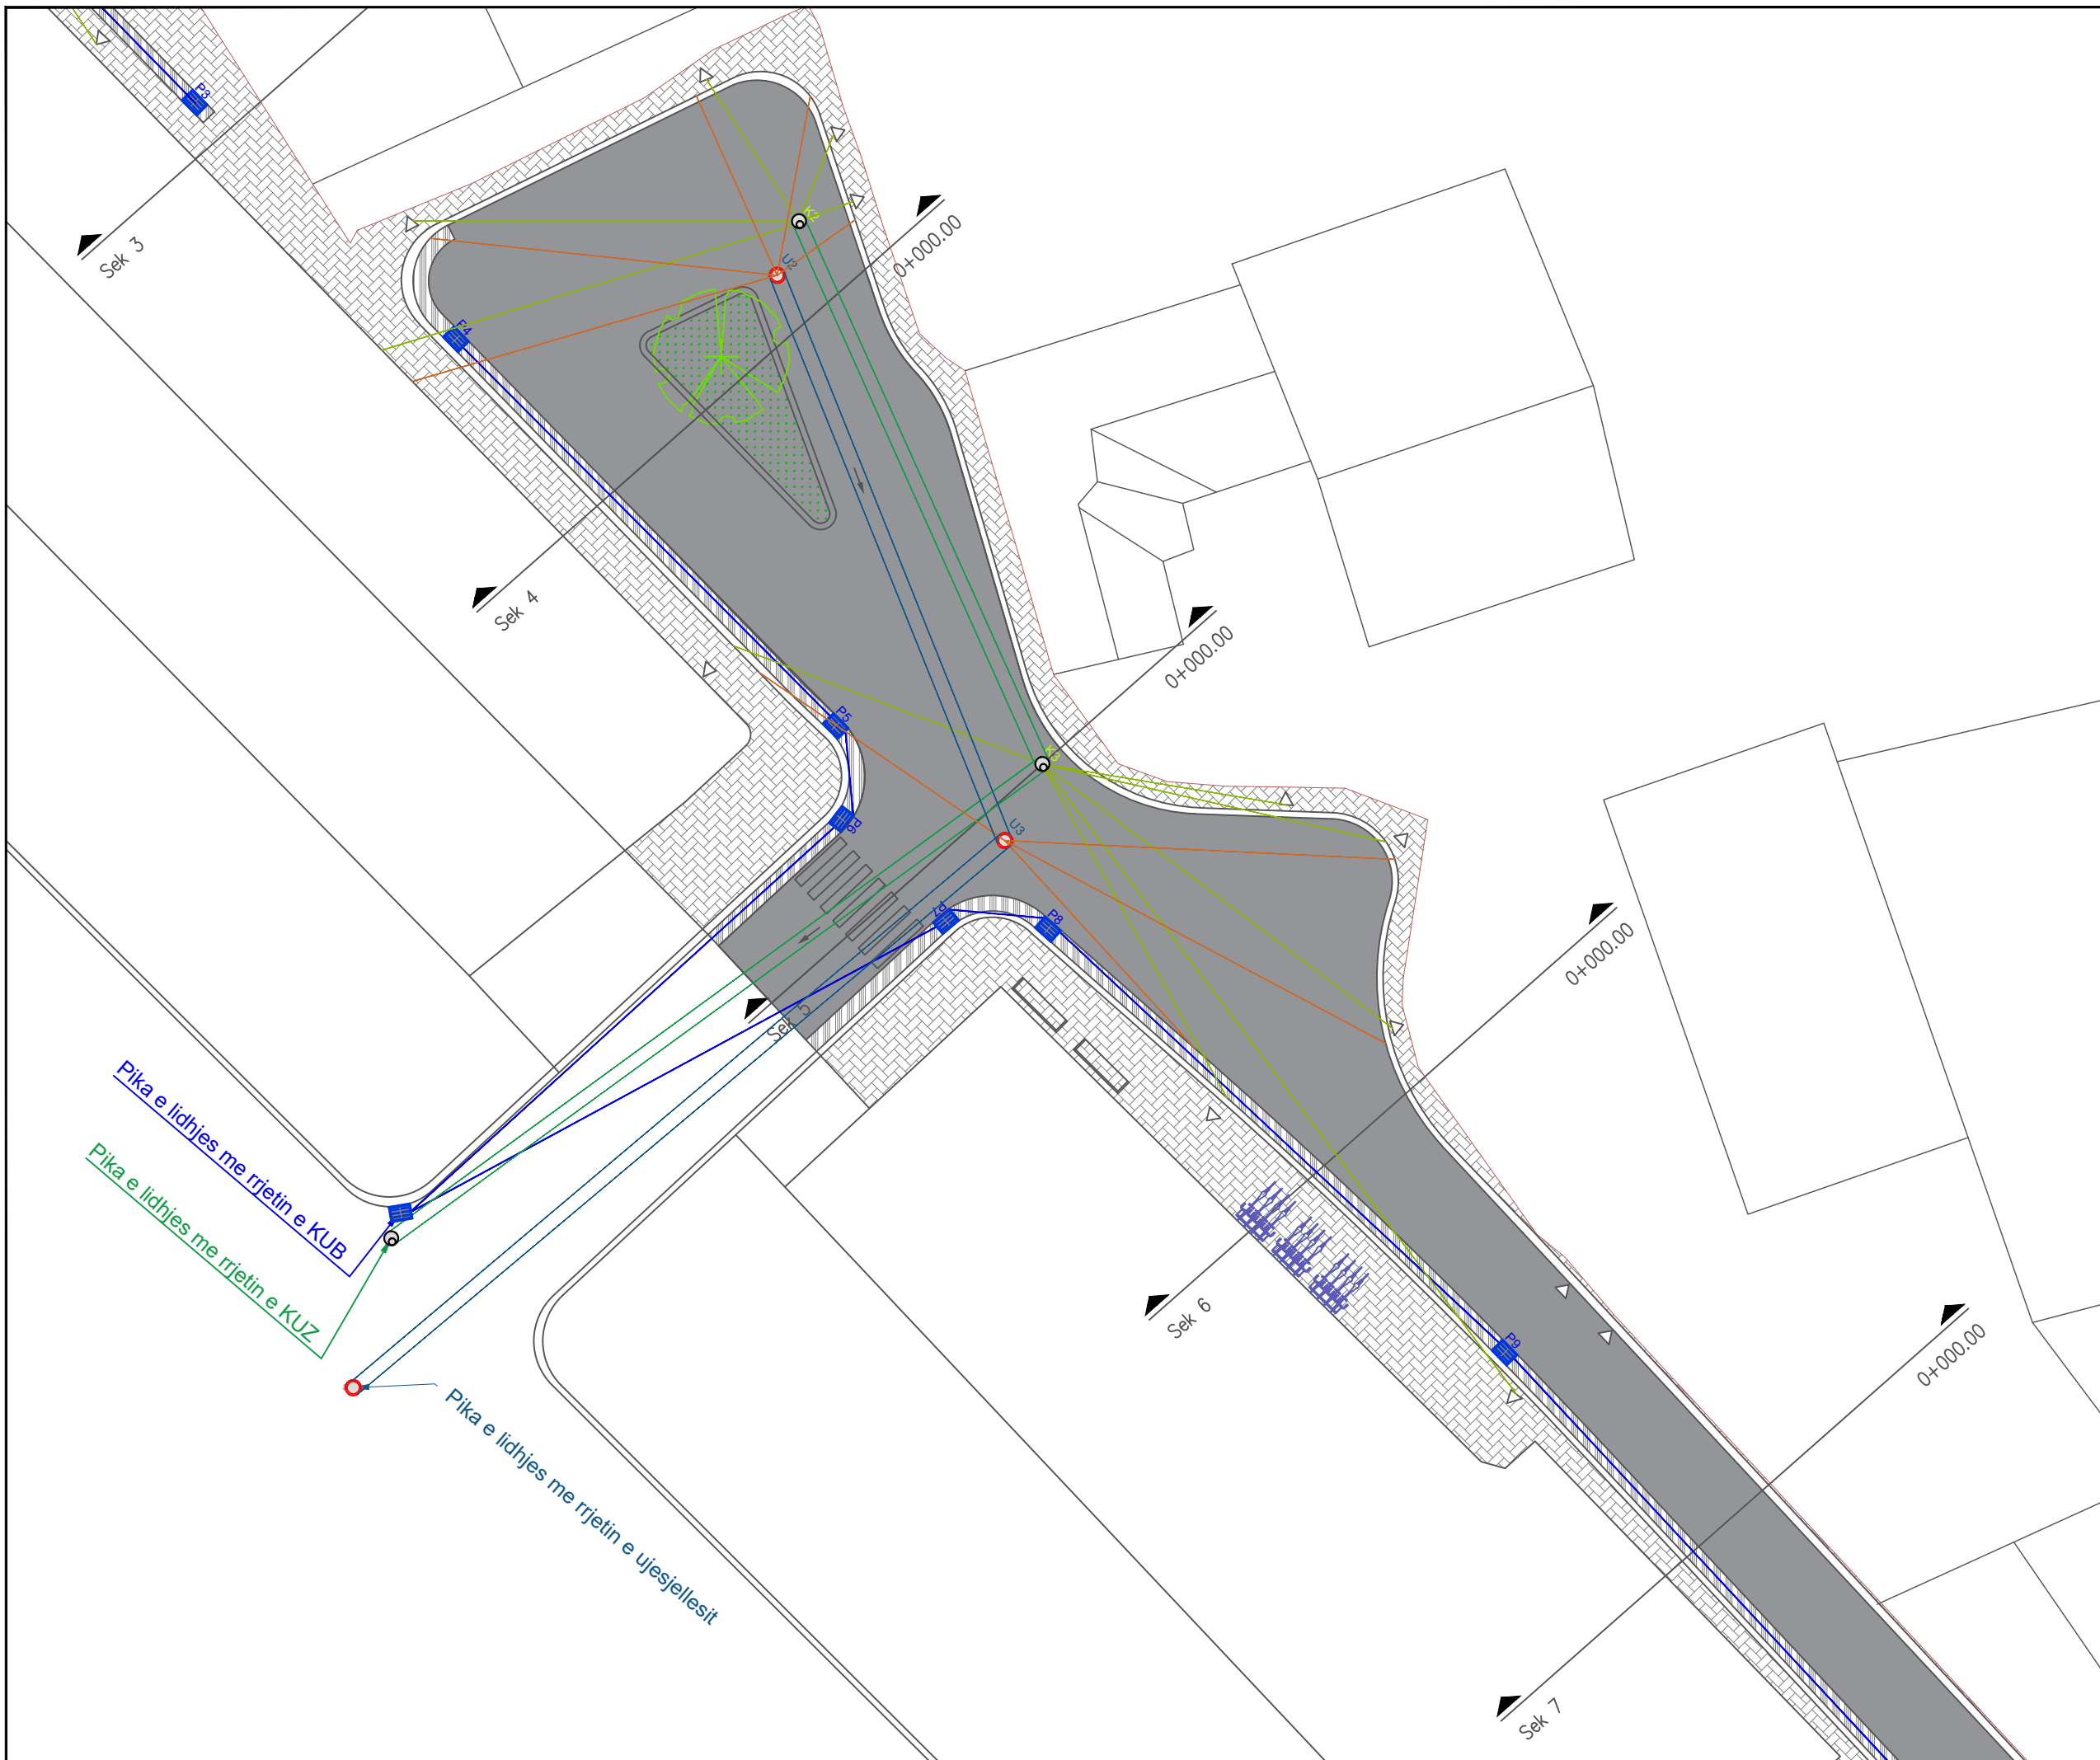 P3
K2
0+000.00
Sek 3
U2
P4
Sek 4
0+000.00
P5
K3
P6
U3
P7
P8
0+000.00
Sek 5
Pika e lidhjes me rrjetin e KUB
Pika e lidhjes me rrjetin e KUZ
Sek 6
P9
0+000.00
Pika e lidhjes me rrjetin e ujesjellesit
Sek 7